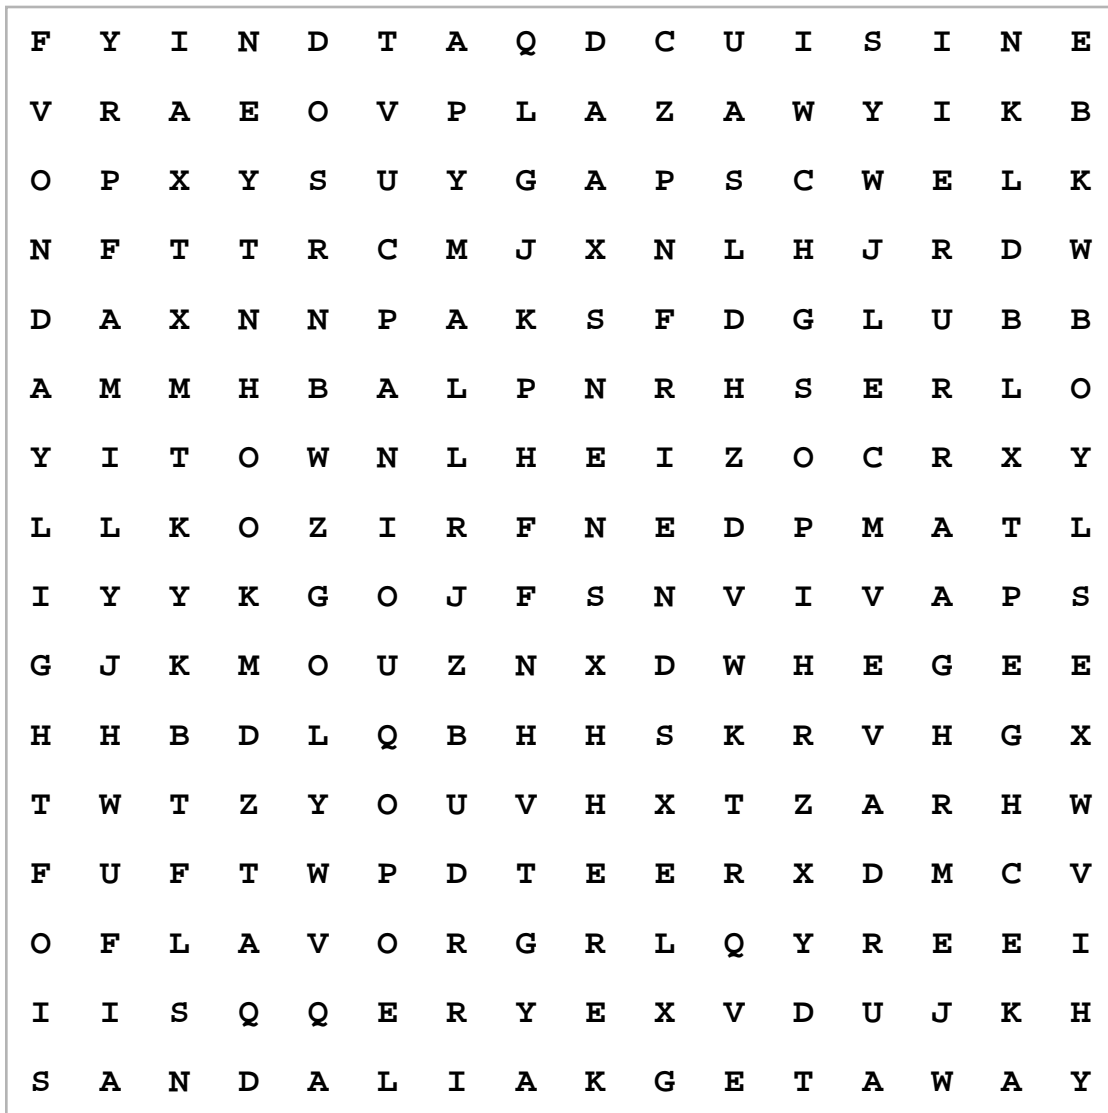 F Y I N D T A Q D C U I S I N E
V R A E O V P L A Z A W Y I K B
O P X Y S U Y G A P S C W E L K
N F T T R C M J X N L H J R D W
D A X N N P A K S F D G L U B B
A M M H B A L P N R H S E R L O
Y I T O W N L H E I Z O C R X Y
L L K O Z I R F N E D P M A T L
I Y Y K G O J F S N V I V A P S
G J K M O U Z N X D W H E G E E
H H B D L Q B H H S K R V H G X
T W T Z Y O U V H X T Z A R H W
F U F T W P D T E E R X D M C V
O F L A V O R G R L Q Y R E E I
I I S Q Q E R Y E X V D U J K H
S A N D A L I A K G E T A W A Y